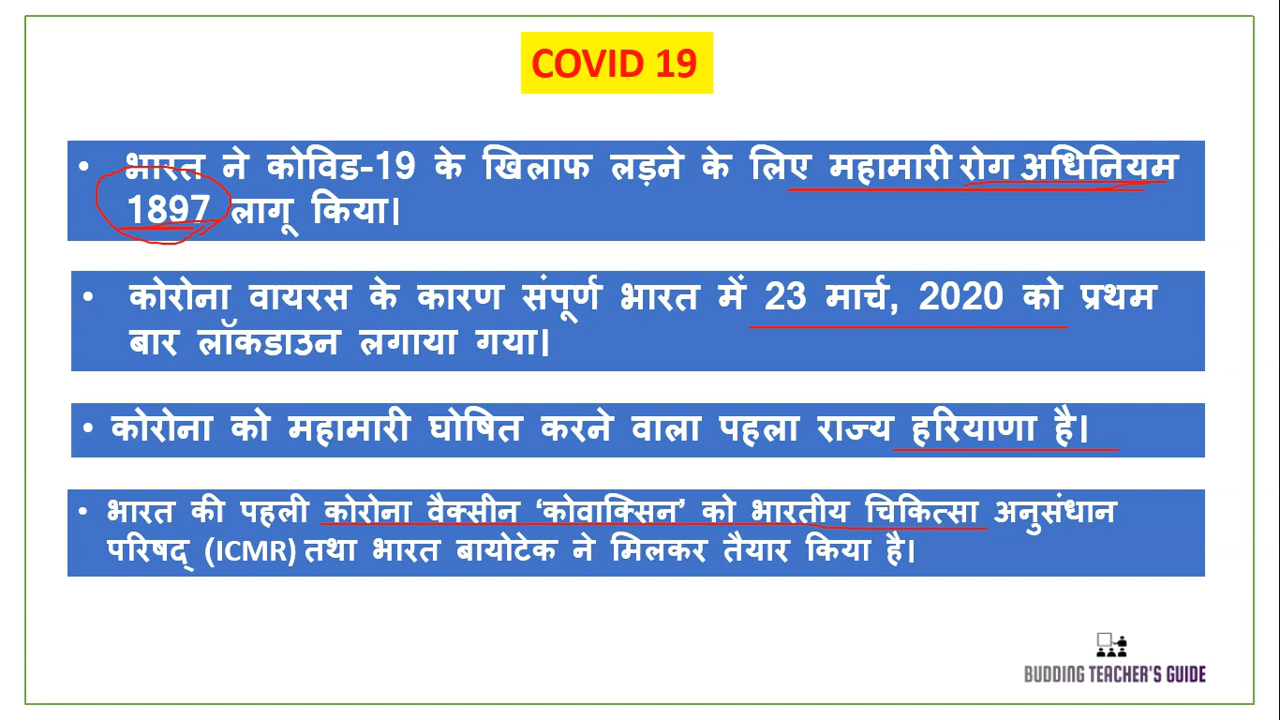 COVID 19
• भारत ने कोविड-19 के खिलाफ लड़ने के लिए महामारी रोग अधिनियम
1897 लागू किया।
• कोरोना वायरस के कारण संपूर्ण भारत में 23 मार्च, 2020 को प्रथम
बार लॉकडाउन लगाया गया।
• कोरोना को महामारी घोषित करने वाला पहला राज्य हरियाणा है।
• भारत की पहली कोरोना वैक्सीन ‘कोवाक्सिन’ को भारतीय चिकित्सा अनुसंधान
परिषद् (ICMR) तथा भारत बायोटेक ने मिलकर तैयार किया है।
BUDDING TEACHER'S GUIDE